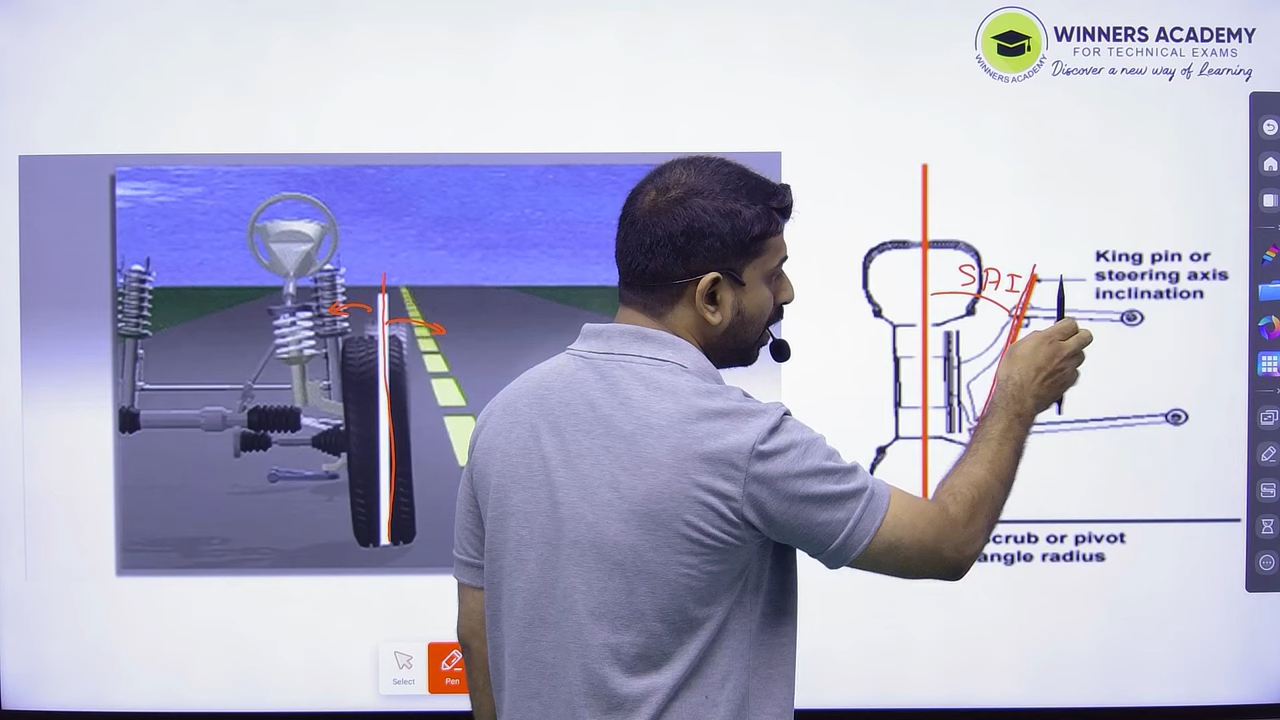 WINNERS ACADEMY
FOR TECHNICAL EXAMS
Discover a new way of Learning
WINNERS ACADEMY
SAI
King pin or
steering axis
inclination
crub or pivot
angle radius
Select
Pen